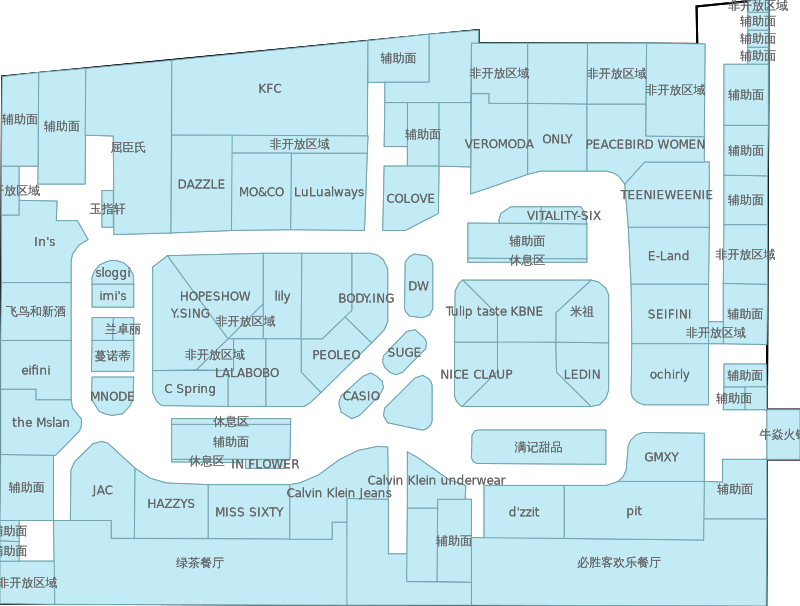 非开放区域
辅助面
辅助面
辅助面
辅助面
非开放区域
非开放区域
KFC
非开放区域
辅助面
辅助面
辅助面
辅助面
屈臣氏
非开放区域
VEROMODA
ONLY
PEACEBIRD WOMEN
辅助面
DAZZLE
MO&CO
LuLualways
COLOVE
TEENIEWEENIE
放区域
玉指轩
VITALITY-SIX
辅助面
In's
辅助面
休息区
E-Land
非开放区域
sloggi
imi's
HOPESHOW
lily
BODY.ING
DW
飞鸟和新酒
Y.SING
非开放区域
Tulip taste
KBNE
米祖
SEIFINI
辅助面
兰卓丽
非开放区域
蔓诺蒂
非开放区域
PEOLEO
SUGE
eifini
LALABOBO
NICE CLAUP
LEDIN
ochirly
辅助面
C Spring
MNODE
CASIO
辅助面
the Mslan
休息区
辅助面
满记甜品
牛焱火锅
休息区
IN FLOWER
GMXY
辅助面
JAC
HAZZYS
MISS SIXTY
Calvin Klein Jeans
Calvin Klein underwear
d'zzit
pit
辅助面
辅助面
辅助面
辅助面
绿茶餐厅
必胜客欢乐餐厅
非开放区域